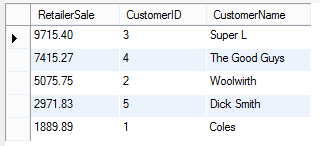 RetailerSale CustomerID CustomerName
9715.40 3 Super L
7415.27 4 The Good Guys
5075.75 2 Woolwirth
2971.83 5 Dick Smith
1889.89 1 Coles